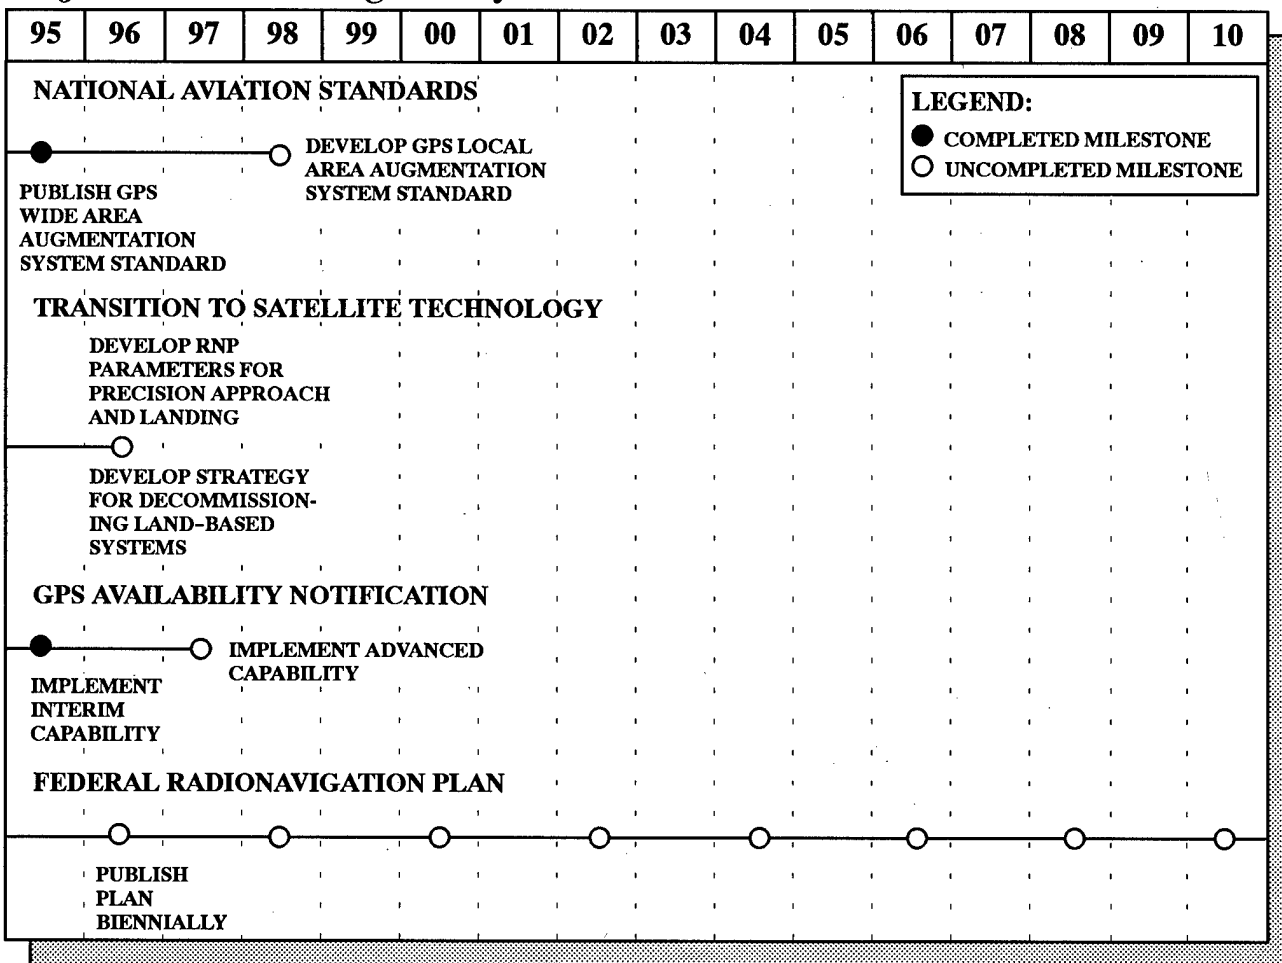 95 96 97 98 99 00 01 02 03 04 05 06 07 08 09 10
NATIONAL AVIATION STANDARDS
LEGEND:
COMPLETED MILESTONE
UNCOMPLETED MILESTONE
DEVELOP GPS LOCAL
AREA AUGMENTATION
SYSTEM STANDARD
PUBLISH GPS
WIDE AREA
AUGMENTATION
SYSTEM STANDARD
TRANSITION TO SATELLITE TECHNOLOGY
DEVELOP RNP
PARAMETERS FOR
PRECISION APPROACH
AND LANDING
DEVELOP STRATEGY
FOR DECOMMISSION-
ING LAND-BASED
SYSTEMS
GPS AVAILABILITY NOTIFICATION
IMPLEMENT ADVANCED
CAPABILITY
IMPLEMENT
INTERIM
CAPABILITY
FEDERAL RADIONAVIGATION PLAN
PUBLISH
PLAN
BIENNIALLY